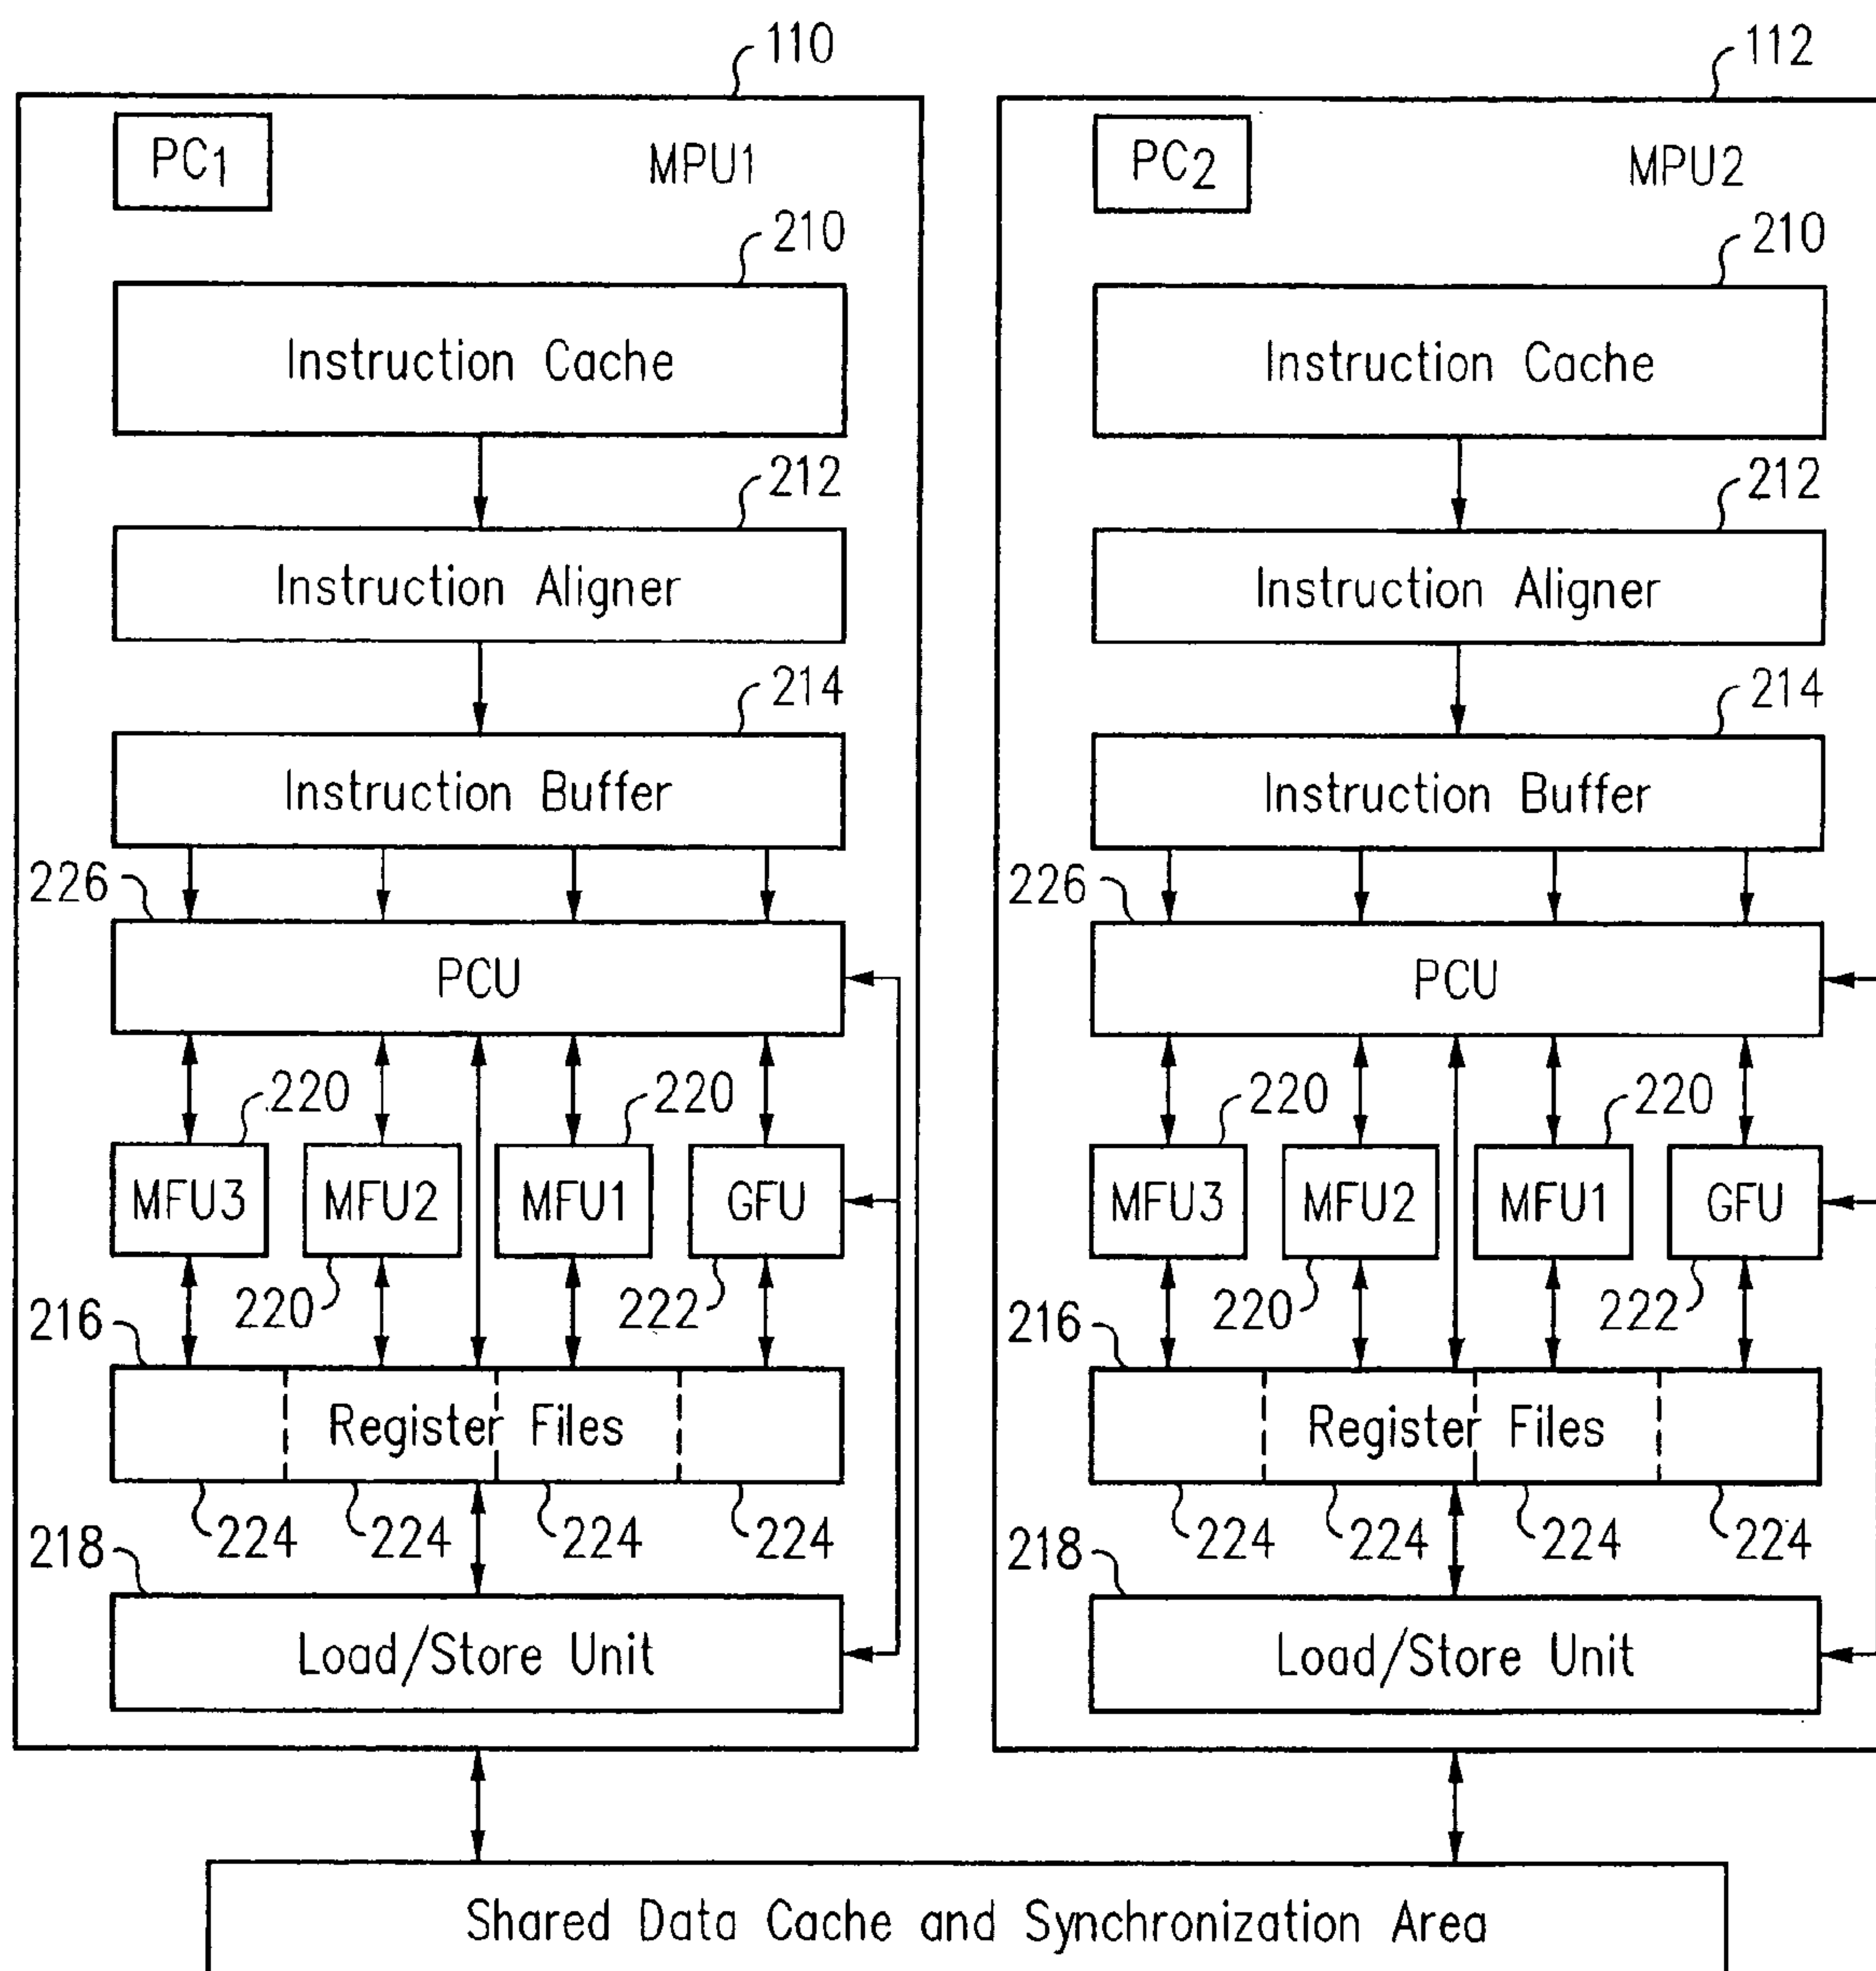 110
112
PC1
MPU1
PC2
MPU2
210
210
Instruction Cache
Instruction Cache
212
212
Instruction Aligner
Instruction Aligner
214
214
Instruction Buffer
Instruction Buffer
226
226
PCU
PCU
220
220
220
220
MFU3
MFU2
MFU1
GFU
MFU3
MFU2
MFU1
GFU
220
222
220
222
216
216
Register Files
Register Files
224
224
224
224
224
224
224
224
218
218
Load/Store Unit
Load/Store Unit
Shared Data Cache and Synchronization Area